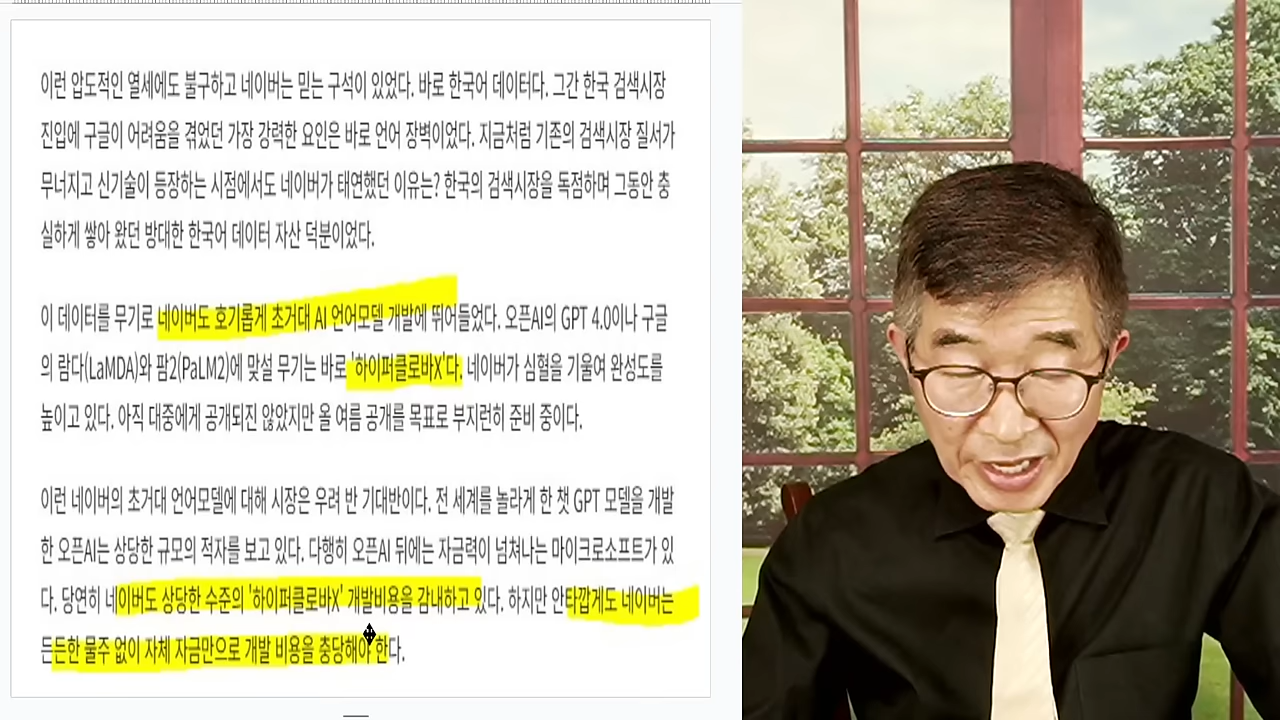 이런 압도적인 열세에도 불구하고 네이버는 믿는 구석이 있었다. 바로 한국어 데이터다. 그간 한국 검색시장
진입에 구글이 어려움을 겪었던 가장 강력한 요인은 바로 언어 장벽이었다. 지금처럼 기존의 검색시장 질서가
무너지고 신기술이 등장하는 시점에서도 네이버가 태연했던 이유는? 한국의 검색시장을 독점하며 그동안 충
실하게 쌓아 왔던 방대한 한국어 데이터 자산 덕분이었다.
이 데이터를 무기로 네이버도 호기롭게 초거대 AI 언어모델 개발에 뛰어들었다. 오픈AI의 GPT 4.0이나 구글
의 람다(LaMDA)와 팜2(PaLM2)에 맞설 무기는 바로 '하이퍼클로바X'다. 네이버가 심혈을 기울여 완성도를
높이고 있다. 아직 대중에게 공개되진 않았지만 올 여름 공개를 목표로 부지런히 준비 중이다.
이런 네이버의 초거대 언어모델에 대해 시장은 우려 반 기대반이다. 전 세계를 놀라게 한 챗 GPT 모델을 개발
한 오픈AI는 상당한 규모의 적자를 보고 있다. 다행히 오픈AI 뒤에는 자금력이 넘쳐나는 마이크로소프트가 있
다. 당연히 네이버도 상당한 수준의 '하이퍼클로바X' 개발비용을 감내하고 있다. 하지만 안타깝게도 네이버는
든든한 물주 없이 자체 자금만으로 개발 비용을 충당해야 한다.